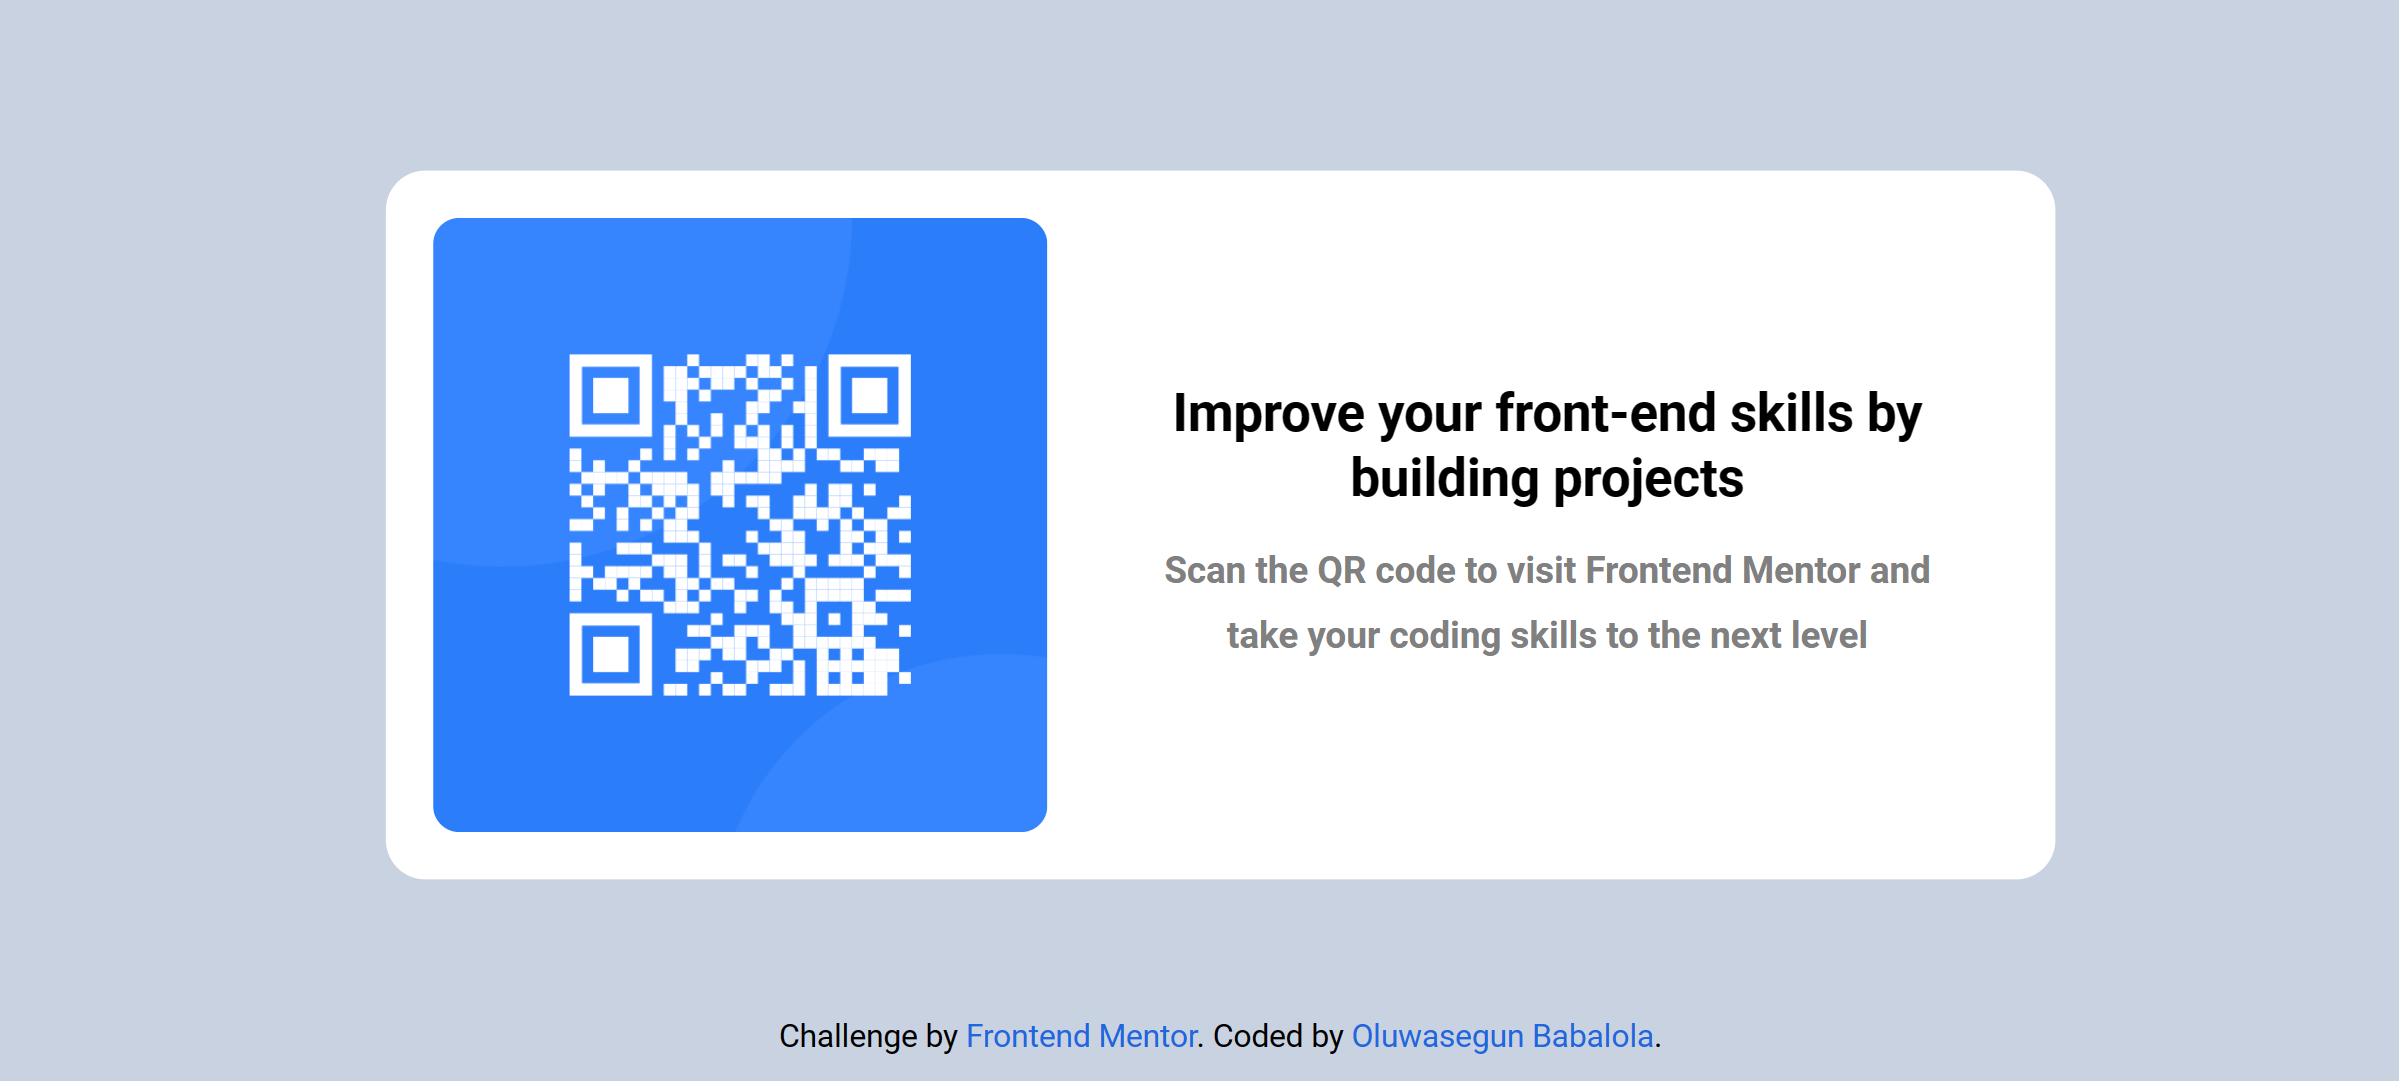 Improve your front-end skills by
building projects
Scan the QR code to visit Frontend Mentor and
take your coding skills to the next level
Challenge by Frontend Mentor. Coded by Oluwasegun Babalola.